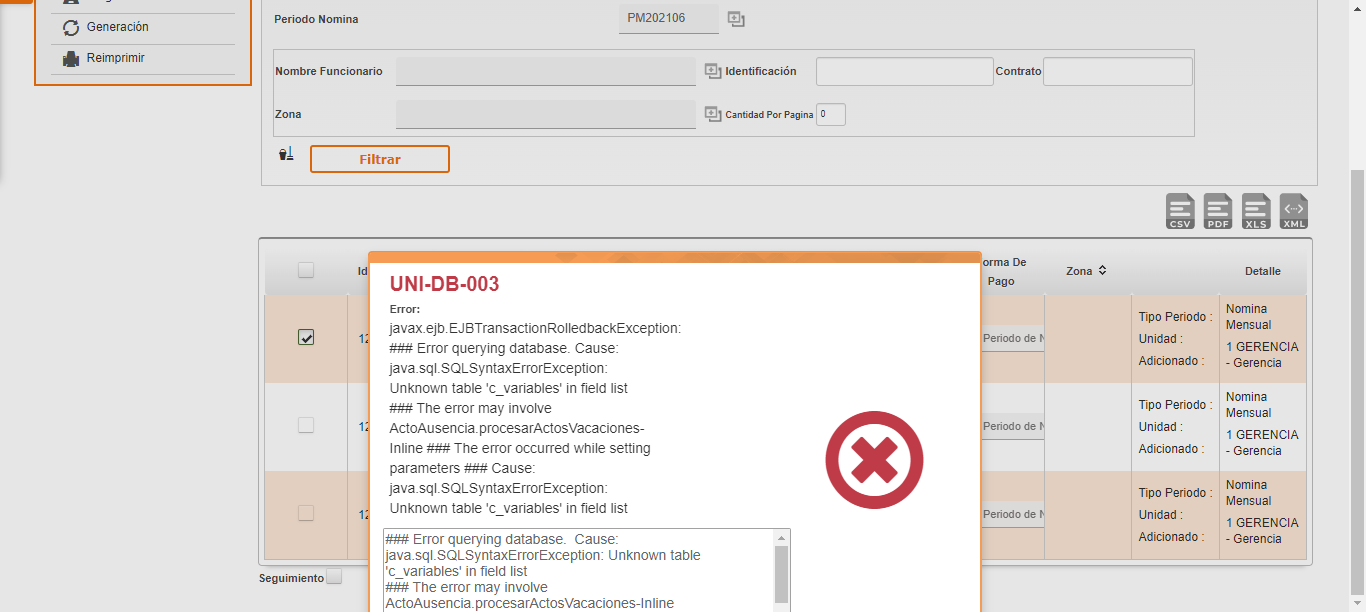 Generación
Reimprimir
Periodo Nomina
PM202106
Nombre Funcionario
Identificación
Contrato
Zona
Cantidad Por Pagina
0
Filtrar
CSV
PDF
XLS
XML
Id
orma De
Pago
Zona
Detalle
UNI-DB-003
Error:
javax.ejb.EJBTransactionRolledbackException:
### Error querying database. Cause:
java.sql.SQLSyntaxErrorException:
Unknown table 'c_variables' in field list
### The error may involve
ActoAusencia.procesarActosVacaciones-
Inline ### The error occurred while setting
parameters ### Cause:
java.sql.SQLSyntaxErrorException:
Unknown table 'c_variables' in field list
### Error querying database. Cause:
java.sql.SQLSyntaxErrorException: Unknown table
'c_variables' in field list
### The error may involve
ActoAusencia.procesarActosVacaciones-Inline
12
Periodo de N
Tipo Periodo :
Unidad :
Adicionado :
Nomina
Mensual
1 GERENCIA
- Gerencia
12
Periodo de N
Tipo Periodo :
Unidad :
Adicionado :
Nomina
Mensual
1 GERENCIA
- Gerencia
12
Periodo de N
Tipo Periodo :
Unidad :
Adicionado :
Nomina
Mensual
1 GERENCIA
- Gerencia
Seguimiento